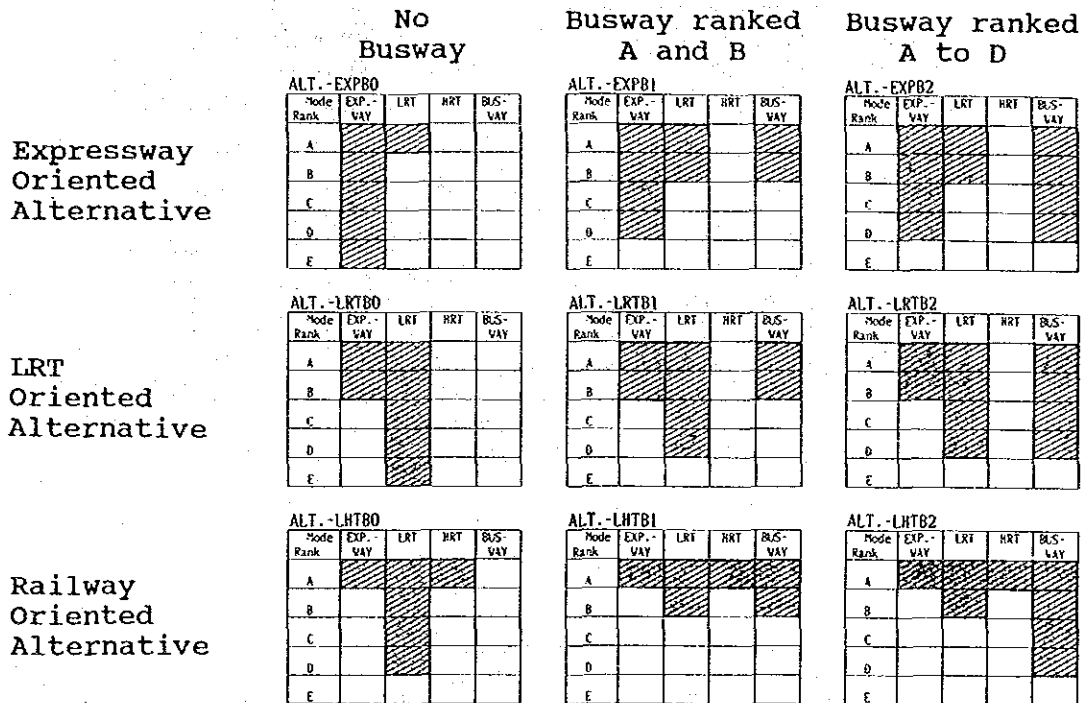 No
Busway
Busway ranked
A and B
Busway ranked
A to D
Expressway
Oriented
Alternative
ALT.-EXPB0
Mode EXP.- LRT HRT BUS-
Rank WAY WAY
A
B
C
D
E
ALT.-EXPB1
Mode EXP.- LRT HRT BUS-
Rank WAY WAY
A
B
C
D
E
ALT.-EXPB2
Mode EXP.- LRT HRT BUS-
Rank WAY WAY
A
B
C
D
E
LRT
Oriented
Alternative
ALT.-LRTB0
Mode EXP.- LRT HRT BUS-
Rank WAY WAY
A
B
C
D
E
ALT.-LRTB1
Mode EXP.- LRT HRT BUS-
Rank WAY WAY
A
B
C
D
E
ALT.-LRTB2
Mode EXP.- LRT HRT BUS-
Rank WAY WAY
A
B
C
D
E
Railway
Oriented
Alternative
ALT.-LHTB0
Mode EXP.- LRT HRT BUS-
Rank WAY WAY
A
B
C
D
E
ALT.-LHTB1
Mode EXP.- LRT HRT BUS-
Rank WAY WAY
A
B
C
D
E
ALT.-LHTB2
Mode EXP.- LRT HRT BUS-
Rank WAY WAY
A
B
C
D
E